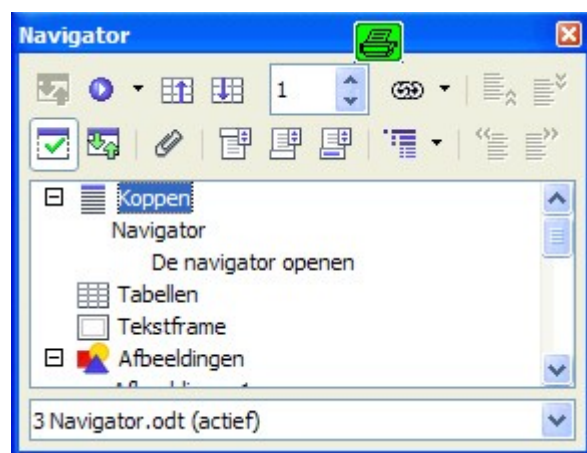 Navigator
1
Koppen
Navigator
De navigator openen
Tabellen
Tekstframe
Afbeeldingen
3 Navigator.odt (actief)